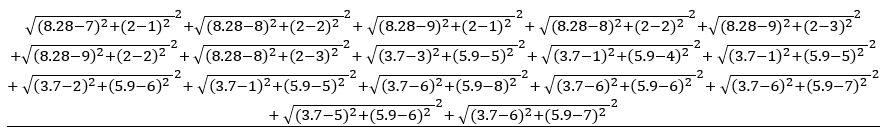 √((8.28−7)²+(2−1)²)² + √((8.28−8)²+(2−2)²)² + √((8.28−9)²+(2−1)²)² + √((8.28−8)²+(2−2)²)² + √((8.28−9)²+(2−3)²)²
+ √((8.28−9)²+(2−2)²)² + √((8.28−8)²+(2−3)²)² + √((3.7−3)²+(5.9−5)²)² + √((3.7−1)²+(5.9−4)²)² + √((3.7−1)²+(5.9−5)²)²
+ √((3.7−2)²+(5.9−6)²)² + √((3.7−1)²+(5.9−5)²)² + √((3.7−6)²+(5.9−8)²)² + √((3.7−6)²+(5.9−6)²)² + √((3.7−6)²+(5.9−7)²)²
+ √((3.7−5)²+(5.9−6)²)² + √((3.7−6)²+(5.9−7)²)²